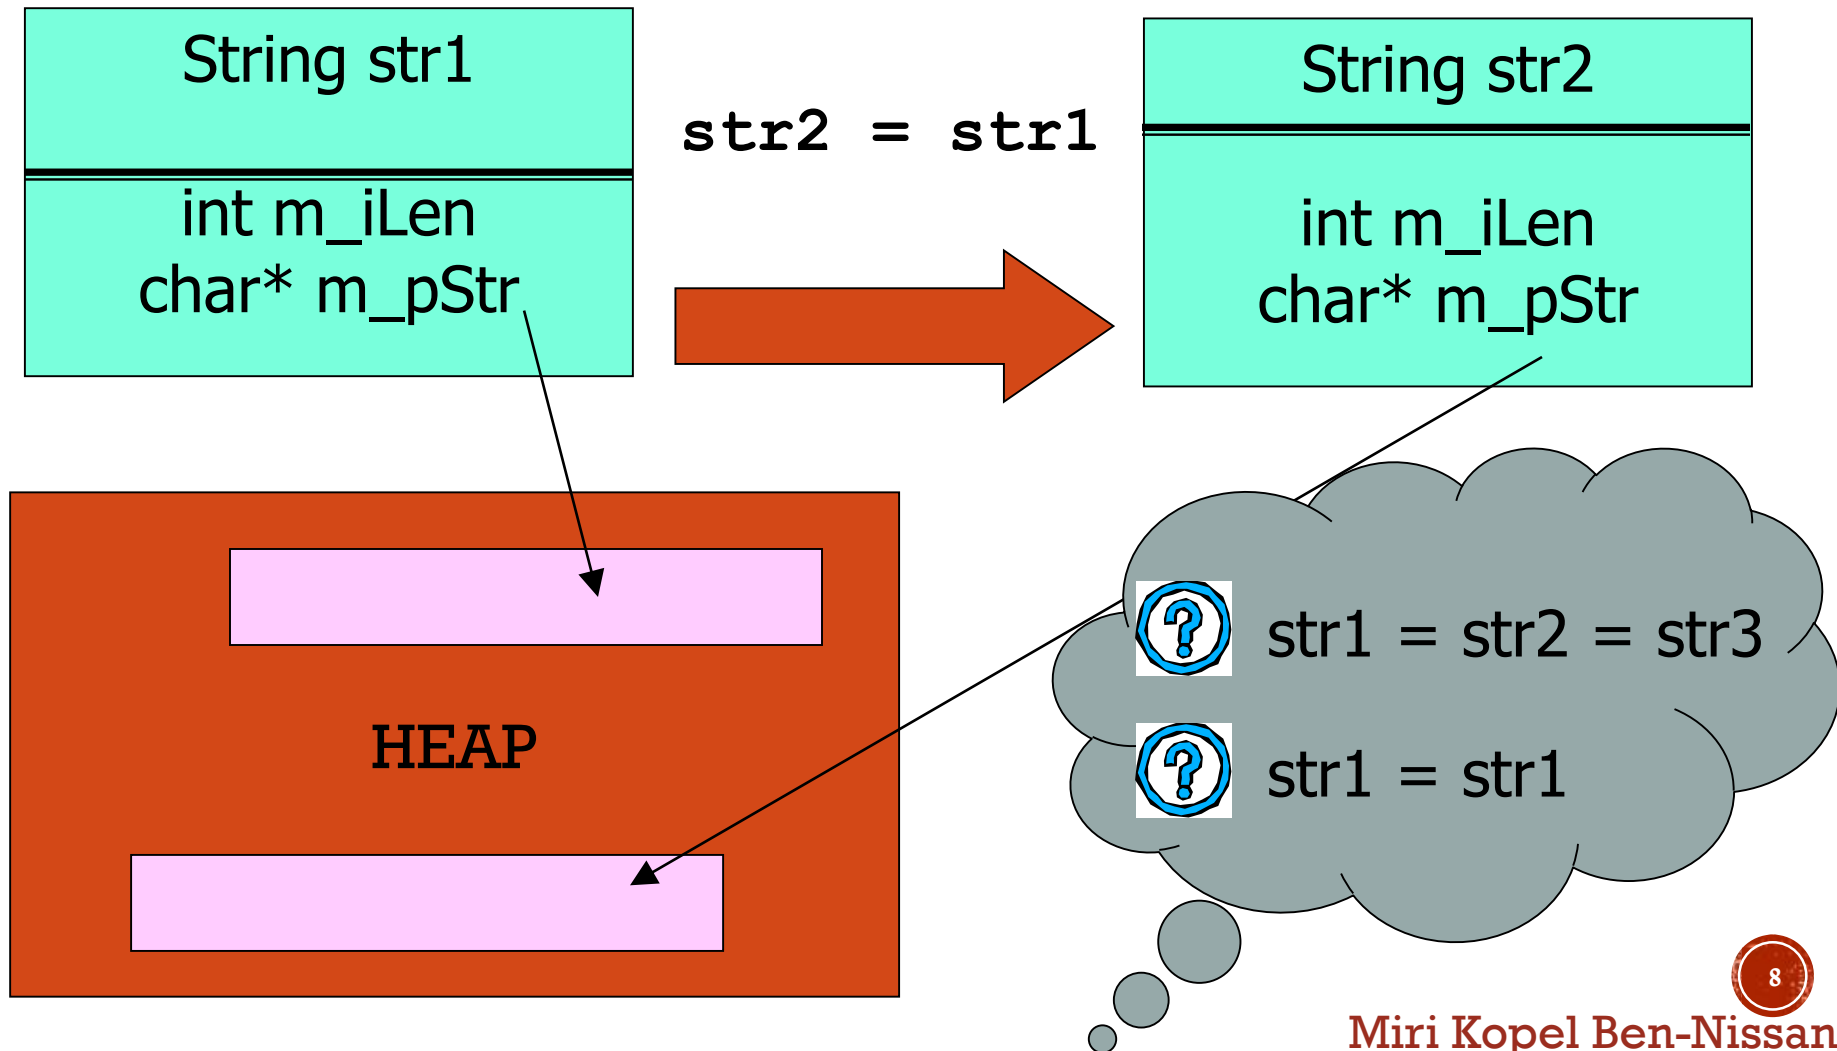 String str1
int m_iLen
char* m_pStr
str2 = str1
String str2
int m_iLen
char* m_pStr
HEAP
? str1 = str2 = str3
? str1 = str1
8
Miri Kopel Ben-Nissan